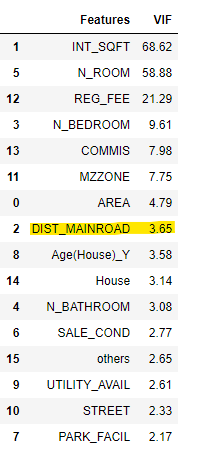 Features VIF
1 INT_SQFT 68.62
5 N_ROOM 58.88
12 REG_FEE 21.29
3 N_BEDROOM 9.61
13 COMMIS 7.98
11 MZZONE 7.75
0 AREA 4.79
2 DIST_MAINROAD 3.65
8 Age(House)_Y 3.58
14 House 3.14
4 N_BATHROOM 3.08
6 SALE_COND 2.77
15 others 2.65
9 UTILITY_AVAIL 2.61
10 STREET 2.33
7 PARK_FACIL 2.17